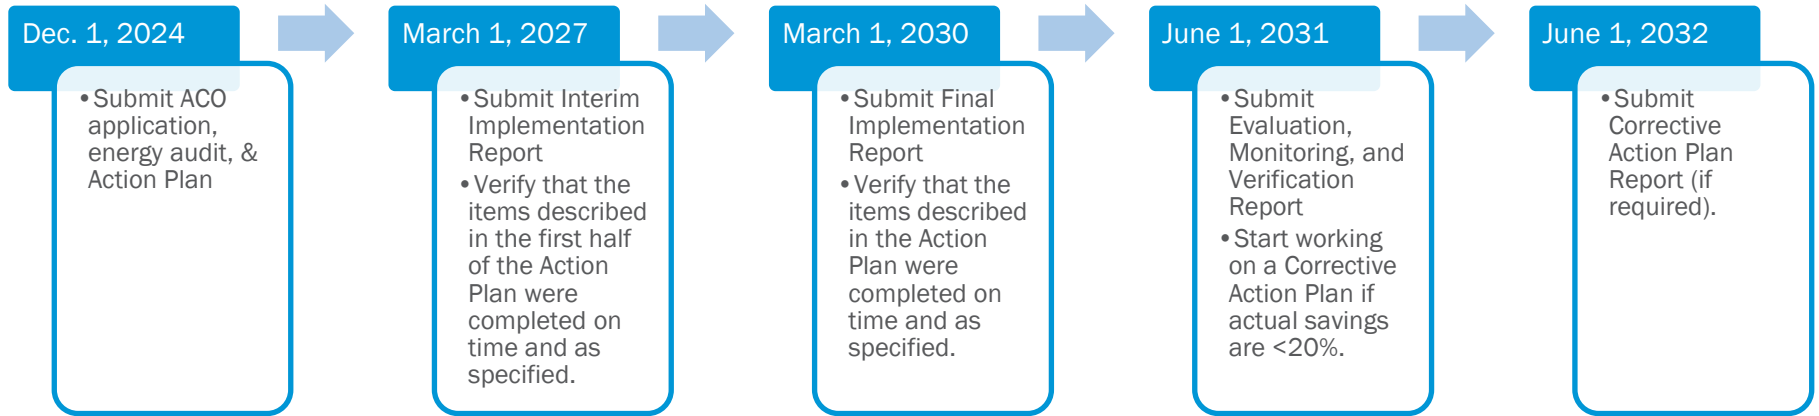 Dec. 1, 2024
•Submit ACO
application,
energy audit, &
Action Plan
March 1, 2027
•Submit Interim
Implementation
Report
•Verify that the
items described
in the first half
of the Action
Plan were
completed on
time and as
specified.
March 1, 2030
•Submit Final
Implementation
Report
•Verify that the
items described
in the Action
Plan were
completed on
time and as
specified.
June 1, 2031
•Submit
Evaluation,
Monitoring, and
Verification
Report
•Start working
on a Corrective
Action Plan if
actual savings
are <20%.
June 1, 2032
•Submit
Corrective
Action Plan
Report (if
required).